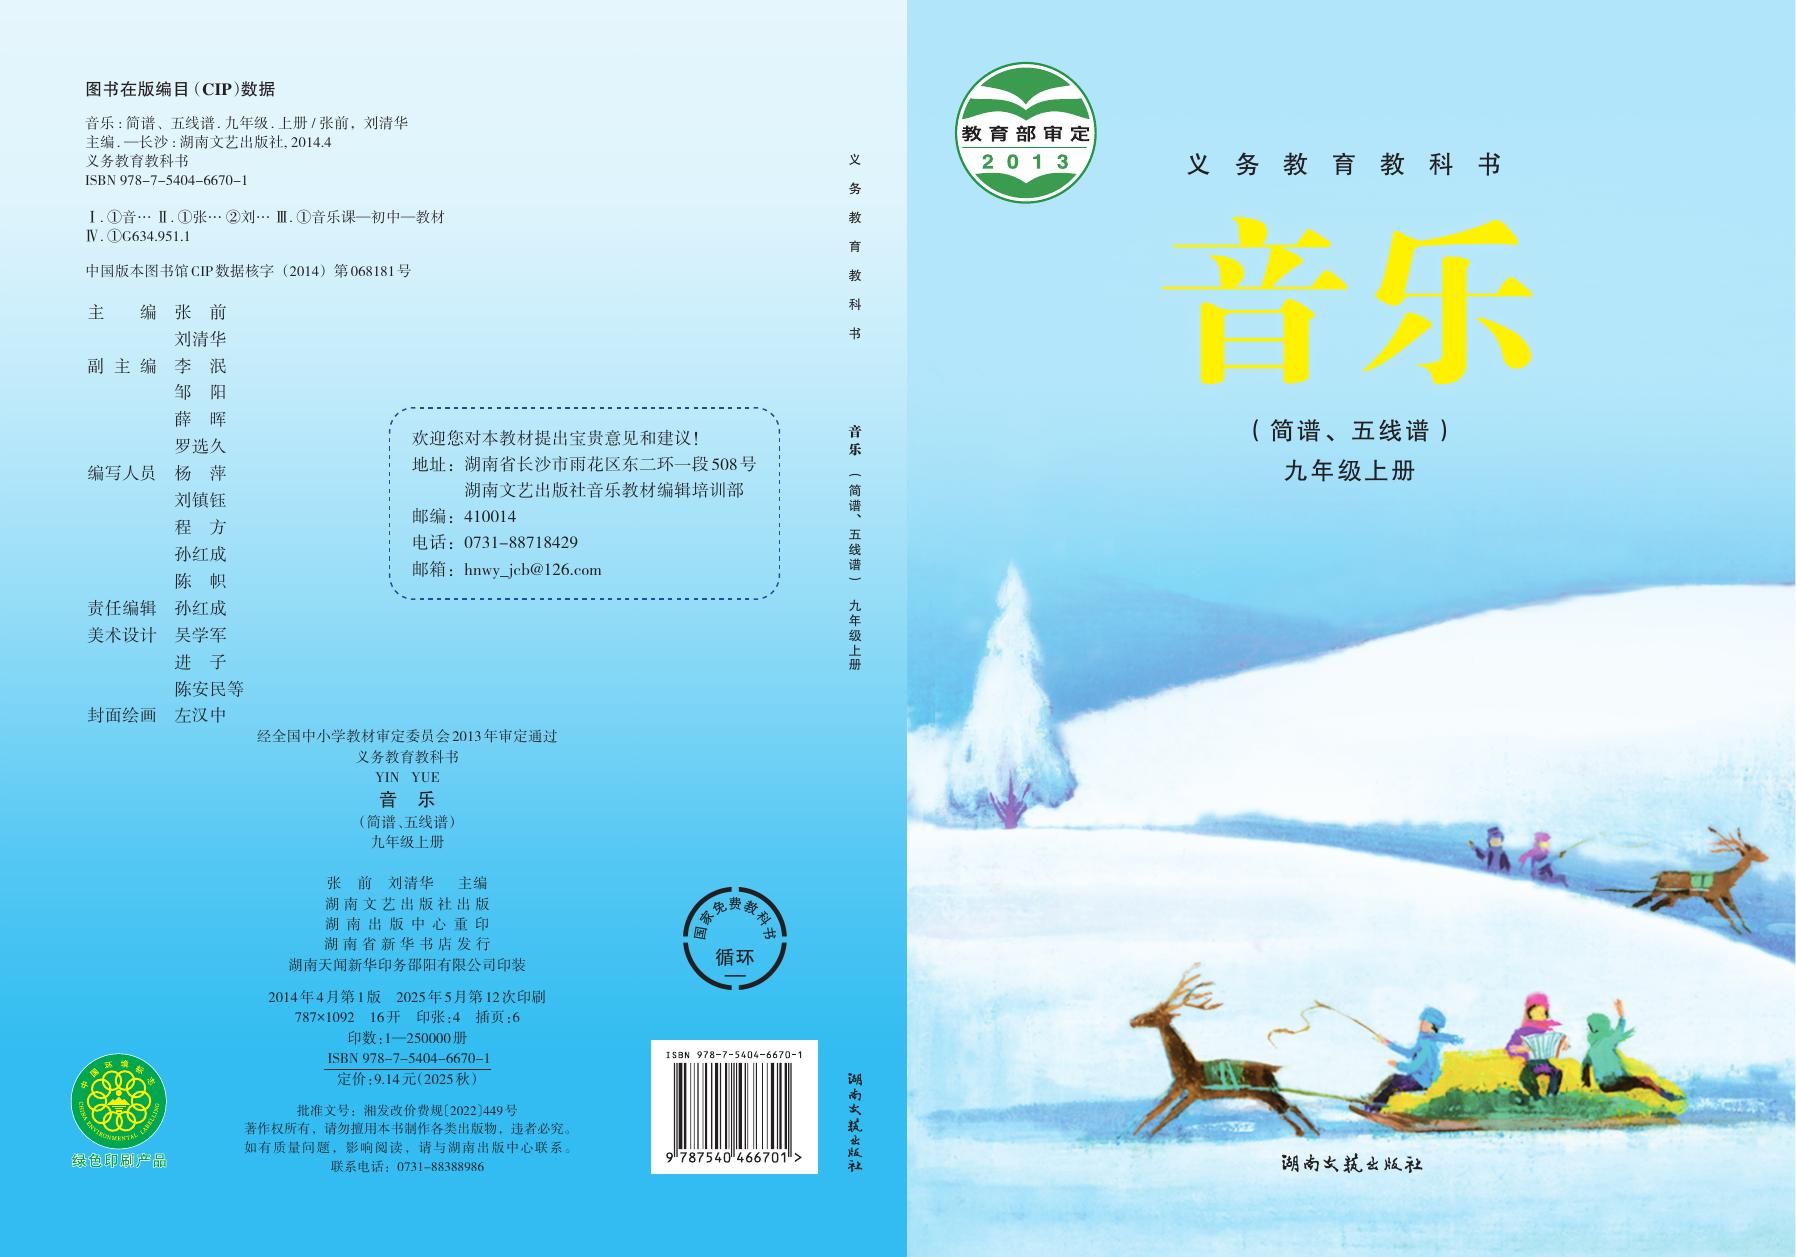 图书在版编目（CIP）数据
音乐：简谱、五线谱．九年级．上册 / 张前，刘清华
主编．—长沙：湖南文艺出版社, 2014.4
义务教育教科书
ISBN 978-7-5404-6670-1
Ⅰ．①音… Ⅱ．①张… ②刘… Ⅲ．①音乐课—初中—教材
Ⅳ．①G634.951.1
中国版本图书馆CIP数据核字（2014）第068181号
主 编 张 前
刘清华
副 主 编 李 泯
邹 阳
薛 晖
罗选久
编写人员 杨 萍
刘镇钰
程 方
孙红成
陈 帜
责任编辑 孙红成
美术设计 吴学军
进 子
陈安民等
封面绘画 左汉中
欢迎您对本教材提出宝贵意见和建议！
地址：湖南省长沙市雨花区东二环一段508号
湖南文艺出版社音乐教材编辑培训部
邮编：410014
电话：0731-88718429
邮箱：hnwy_jcb@126.com
经全国中小学教材审定委员会2013年审定通过
义务教育教科书
YIN YUE
音 乐
（简谱、五线谱）
九年级上册
张 前 刘清华 主编
湖南文艺出版社出版
湖南出版中心重印
湖南省新华书店发行
湖南天闻新华印务邵阳有限公司印装
2014年4月第1版 2025年5月第12次印刷
787×1092 16开 印张：4 插页：6
印数：1—250000册
ISBN 978-7-5404-6670-1
定价：9.14元（2025秋）
批准文号：湘发改价费规〔2022〕449号
著作权所有，请勿擅用本书制作各类出版物，违者必究。
如有质量问题，影响阅读，请与湖南出版中心联系。
联系电话：0731-88388986
中国环境标志
CHINA ENVIRONMENTAL LABELLING
绿色印刷产品
国家免费教科书
循环
ISBN 978-7-5404-6670-1
9 787540 466701 >
义务教育教科书
音乐（简谱、五线谱）九年级上册
湖南文艺出版社
教育部审定
2013
义务教育教科书
音乐
（简谱、五线谱）
九年级上册
湖南文艺出版社